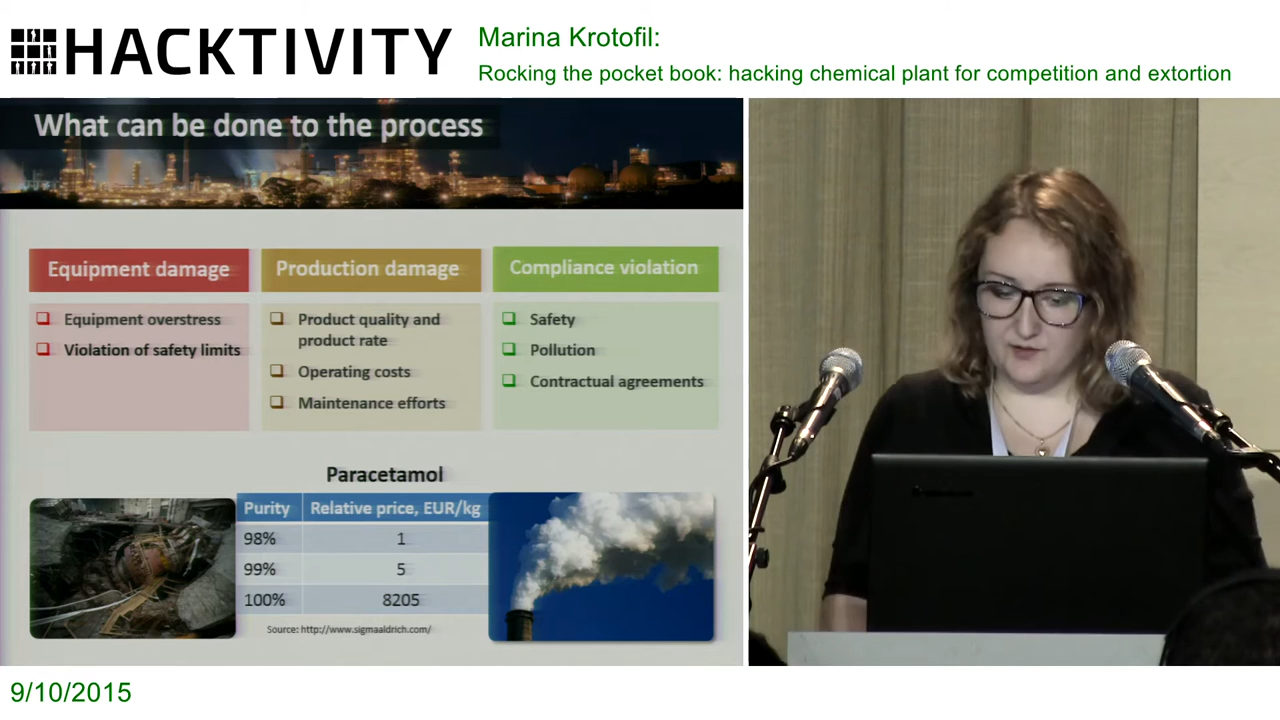 HACKTIVITY
Marina Krotofil:
Rocking the pocket book: hacking chemical plant for competition and extortion
What can be done to the process
Equipment damage
Equipment overstress
Violation of safety limits
Production damage
Product quality and
product rate
Operating costs
Maintenance efforts
Compliance violation
Safety
Pollution
Contractual agreements
Paracetamol
Purity Relative price, EUR/kg
98% 1
99% 5
100% 8205
Source: http://www.sigmaaldrich.com/
9/10/2015